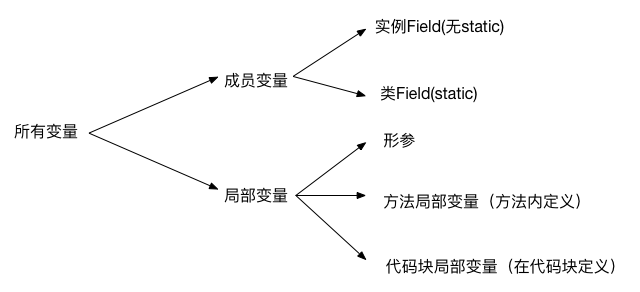 实例Field(无static)
成员变量
类Field(static)
所有变量
形参
局部变量
方法局部变量（方法内定义）
代码块局部变量（在代码块定义）